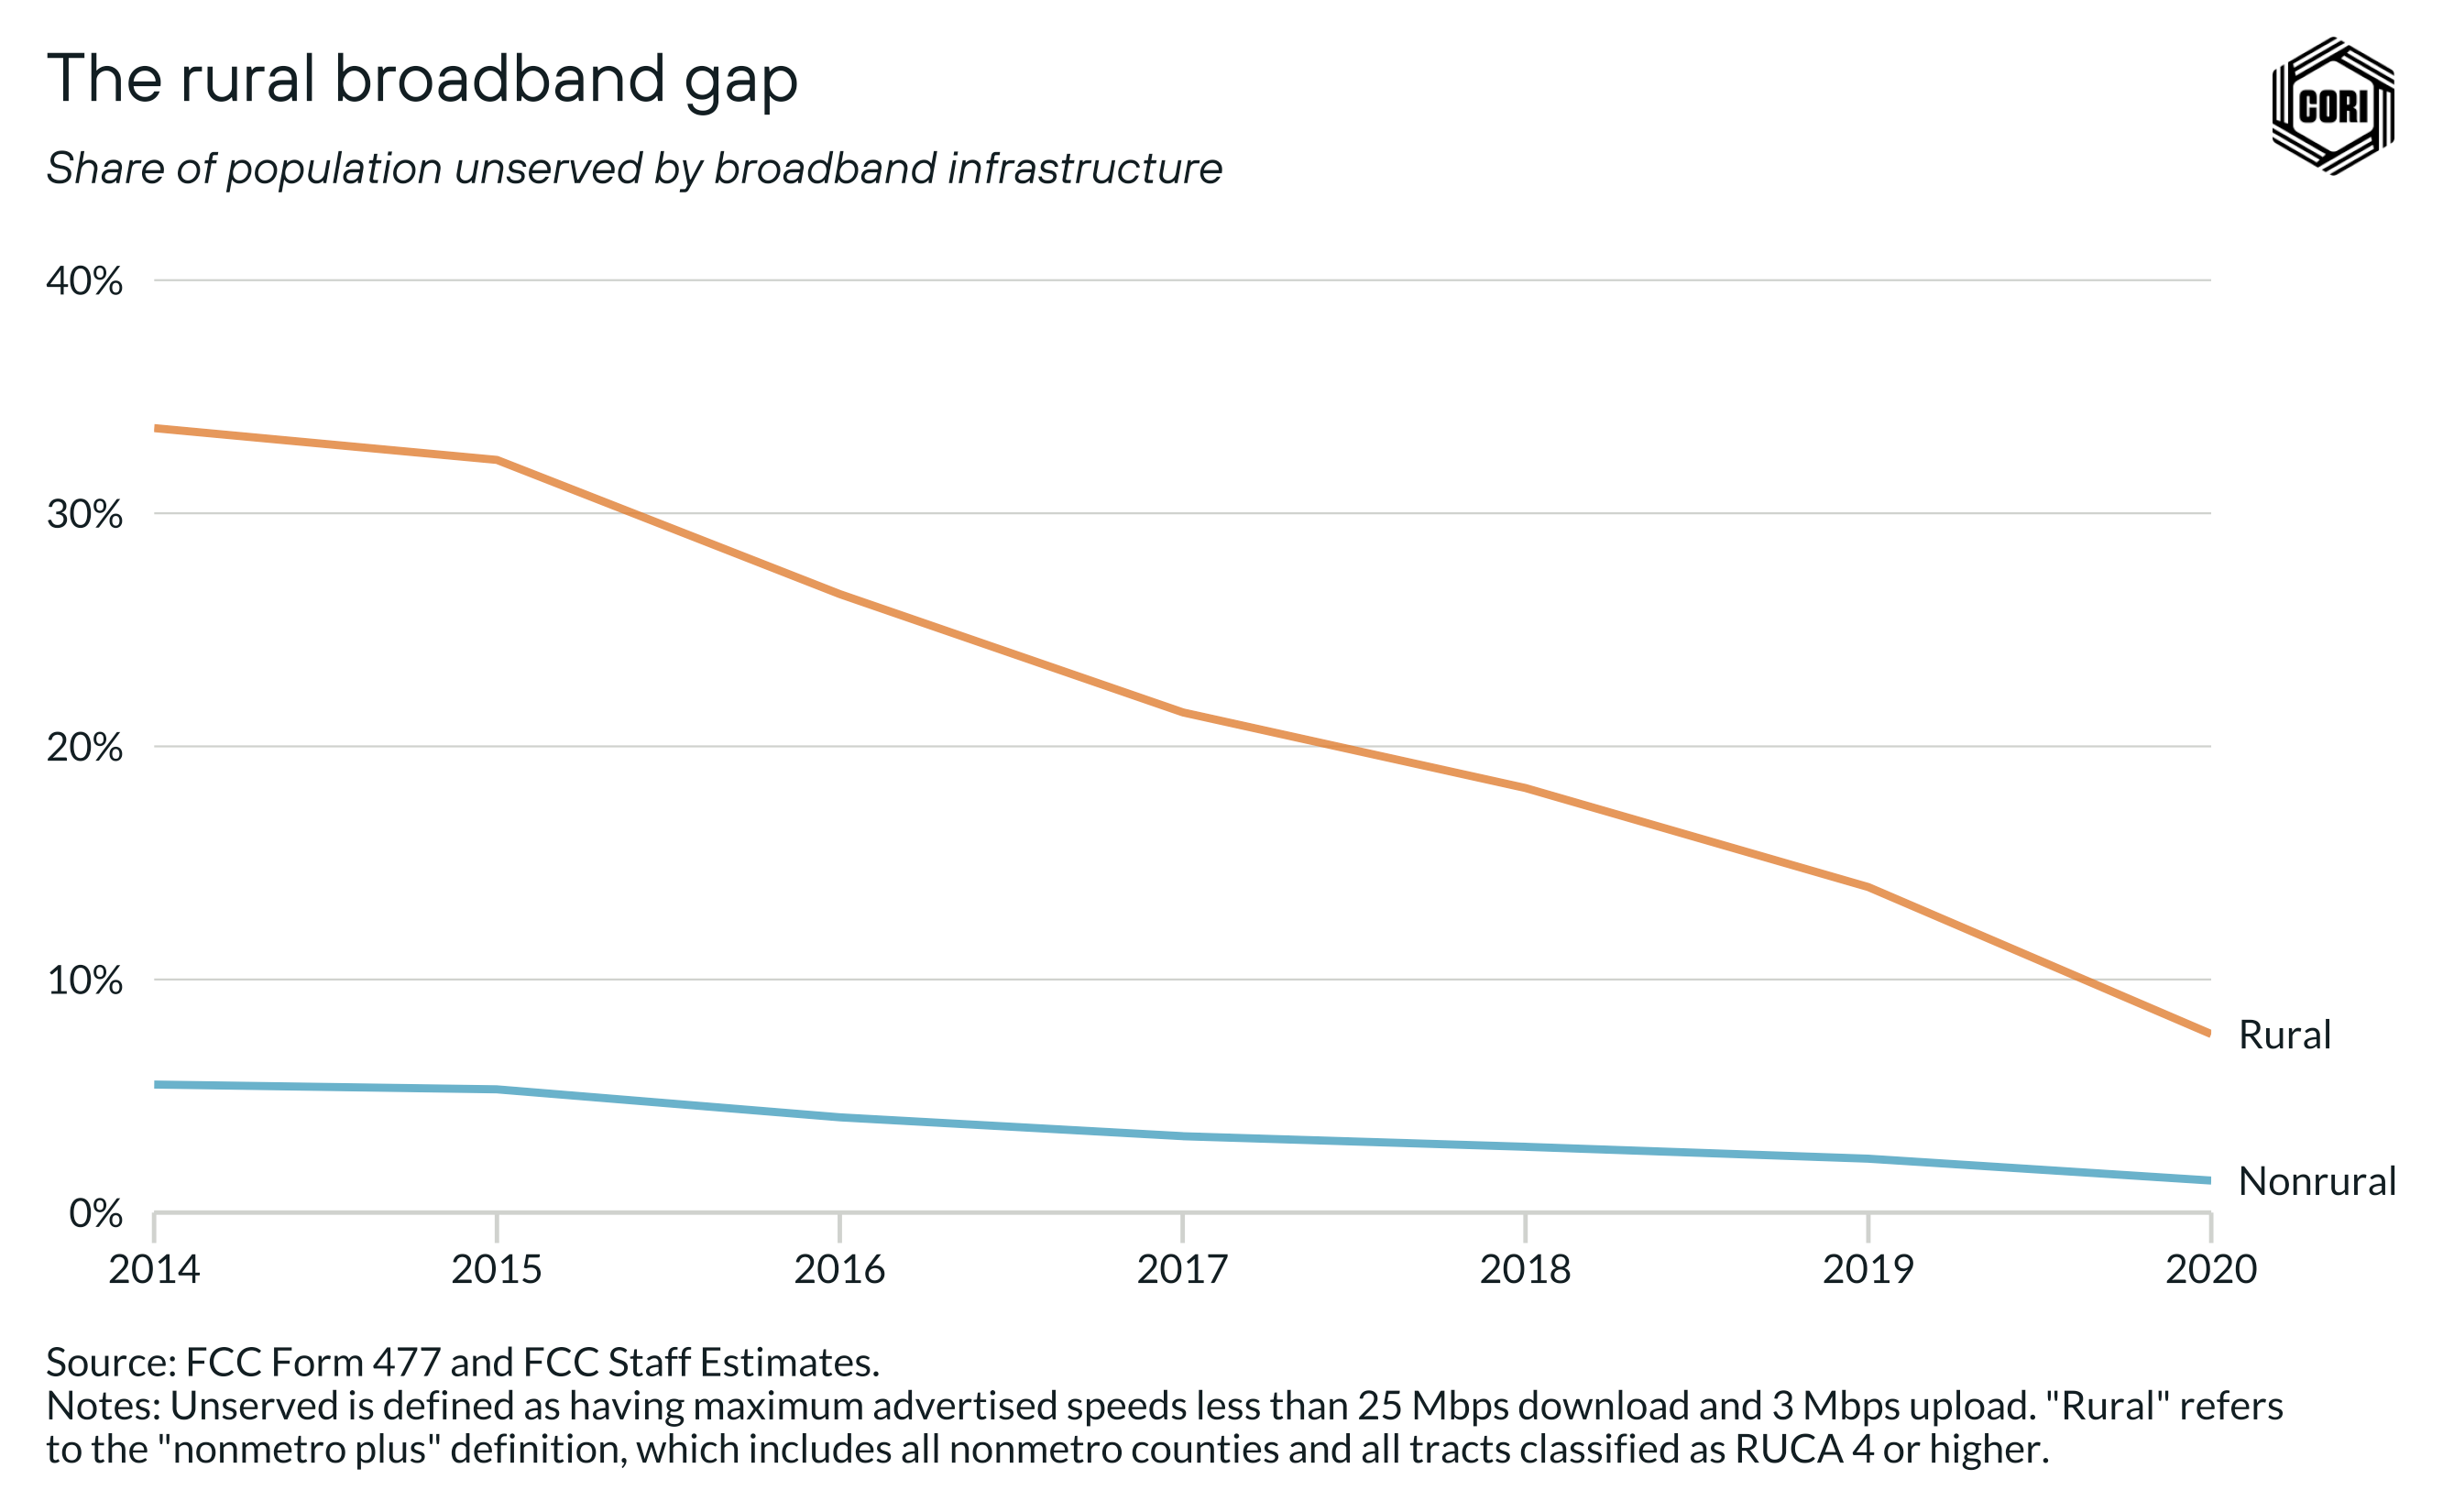 The rural broadband gap
CORI
Share of population unserved by broadband infrastructure
40%
30%
20%
10%
Rural
Nonrural
0%
2014 2015 2016 2017 2018 2019 2020
Source: FCC Form 477 and FCC Staff Estimates.
Notes: Unserved is defined as having maximum advertised speeds less than 25 Mbps download and 3 Mbps upload. "Rural" refers
to the "nonmetro plus" definition, which includes all nonmetro counties and all tracts classified as RUCA 4 or higher.